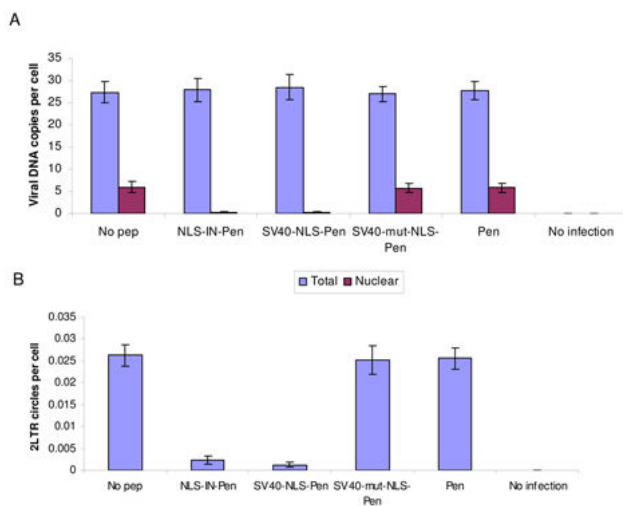 A
Viral DNA copies per cell
35
30
25
20
15
10
5
0
No pep NLS-IN-Pen SV40-NLS-Pen SV40-mut-NLS- Pen No infection
Pen
Total Nuclear
B
2LTR circles per cell
0.035
0.03
0.025
0.02
0.015
0.01
0.005
0
No pep NLS-IN-Pen SV40-NLS-Pen SV40-mut-NLS- Pen No infection
Pen